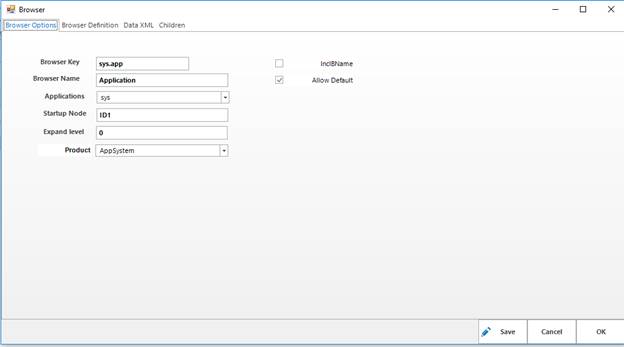 Browser
Browser Options Browser Definition Data XML Children
Browser Key sys.app InclBName
Browser Name Application Allow Default
Applications sys
Startup Node ID1
Expand level 0
Product AppSystem
Save Cancel OK